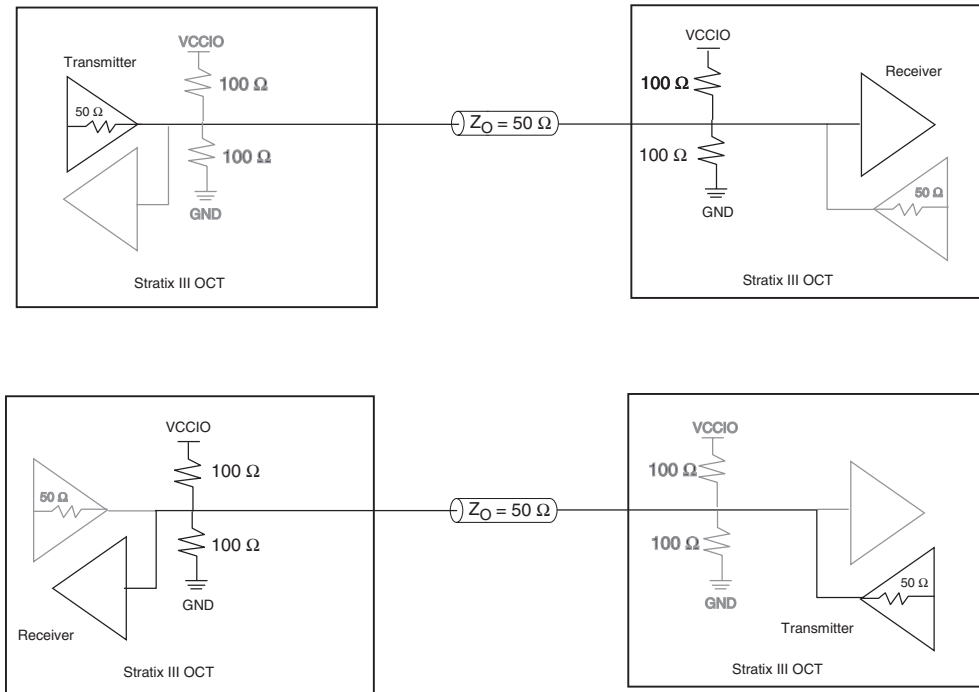 VCCIO
Transmitter
100 Ω
50 Ω
100 Ω
GND
Stratix III OCT
Z_O = 50 Ω
VCCIO
Receiver
100 Ω
100 Ω
50 Ω
GND
Stratix III OCT
VCCIO
100 Ω
50 Ω
100 Ω
GND
Receiver
Stratix III OCT
Z_O = 50 Ω
VCCIO
100 Ω
100 Ω
50 Ω
GND
Transmitter
Stratix III OCT